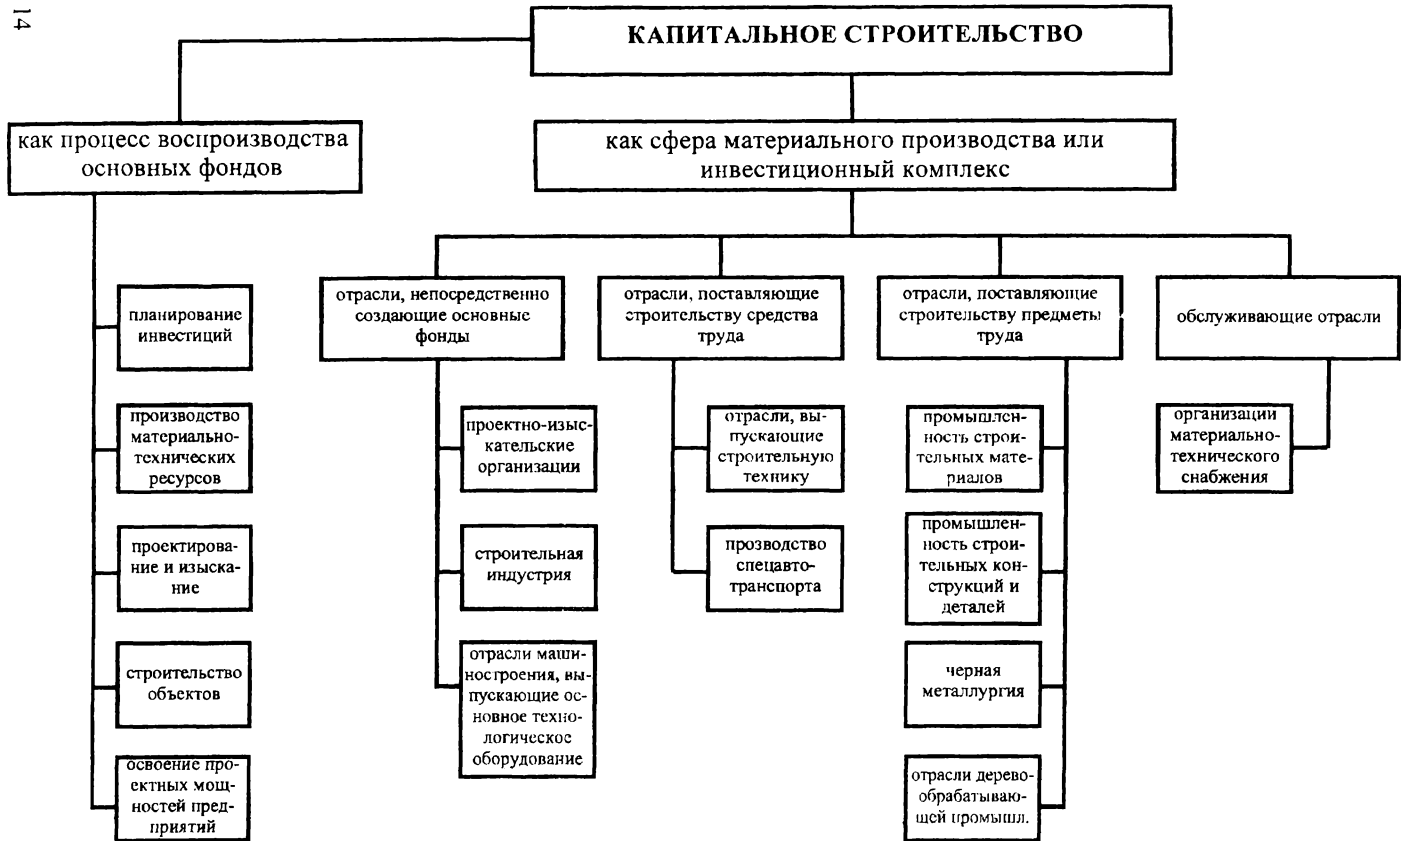 14
КАПИТАЛЬНОЕ СТРОИТЕЛЬСТВО
как процесс воспроизводства
основных фондов
как сфера материального производства или
инвестиционный комплекс
планирование
инвестиций
производство
материально-
технических
ресурсов
проектирова-
ние и изыска-
ние
строительство
объектов
освоение про-
ектных мощ-
ностей пред-
приятий
отрасли, непосредственно
создающие основные
фонды
проектно-изыс-
кательские
организации
строительная
индустрия
отрасли маши-
ностроения, вы-
пускающие ос-
новное техно-
логическое
оборудование
отрасли, поставляющие
строительству средства
труда
отрасли, вы-
пускающие
строительную
технику
прозводство
спецавто-
транспорта
отрасли, поставляющие
строительству предметы
труда
промышлен-
ность строи-
тельных мате-
риалов
промышлен-
ность строи-
тельных кон-
струкций и
деталей
черная
металлургия
отрасли дерево-
обрабатываю-
щей промышл.
обслуживающие отрасли
организации
материально-
технического
снабжения